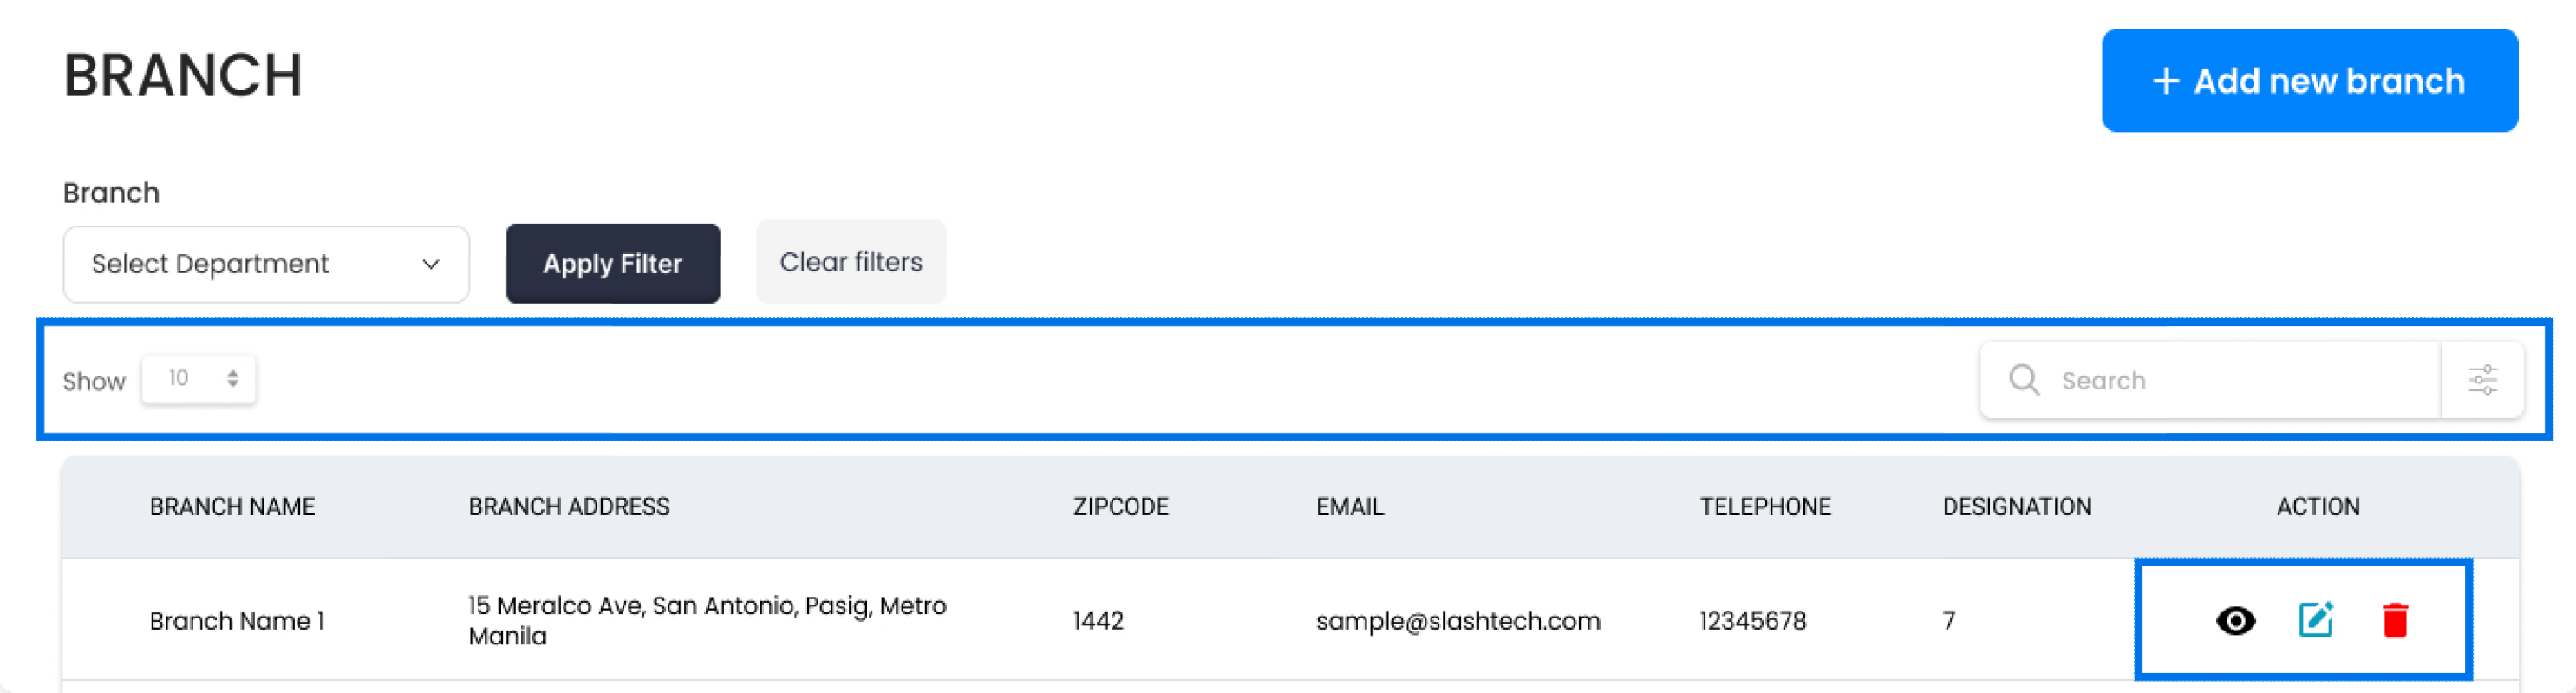 BRANCH
+ Add new branch
Branch
Select Department
Apply Filter
Clear filters
Show 10
Search
BRANCH NAME BRANCH ADDRESS ZIPCODE EMAIL TELEPHONE DESIGNATION ACTION
Branch Name 1 15 Meralco Ave, San Antonio, Pasig, Metro
Manila 1442 sample@slashtech.com 12345678 7